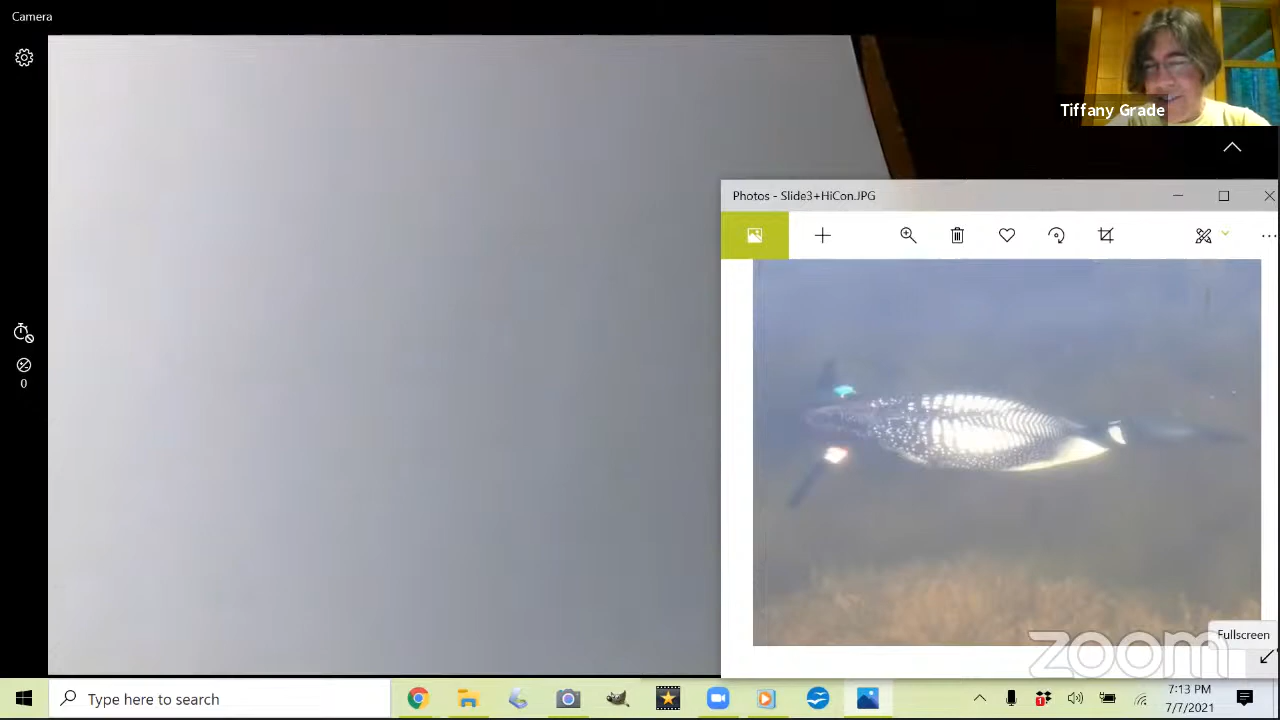 Camera
Tiffany Grade
Photos - Slide3+HiCon.JPG
0
zoom
Fullscreen
Type here to search
1
7:13 PM
7/7/2021